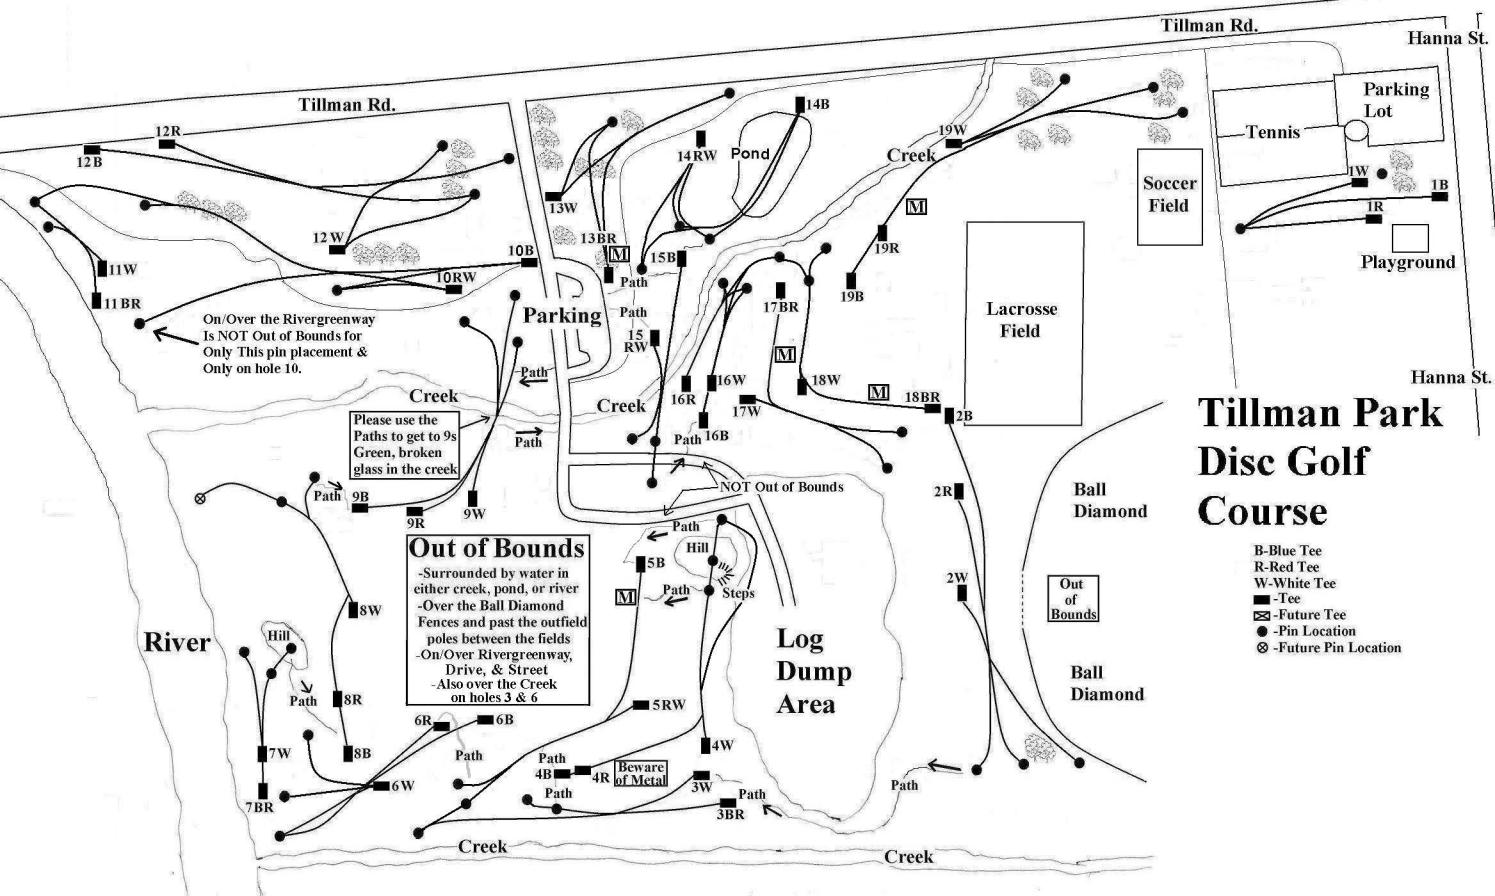 Tillman Rd.
Hanna St.
Tillman Rd.
Parking
Lot
Tennis
12R
12B
14B
14RW
Pond
19W
Creek
Soccer
Field
1W
1B
1R
Playground
13W
12W
13BR
M
M
10B
15B
19R
11W
10RW
Path
11BR
17BR
19B
Lacrosse
Field
Parking
Path
On/Over the Rivergreenway
Is NOT Out of Bounds for
Only This pin placement &
Only on hole 10.
15
RW
M
Path
16W
18W
M
Hanna St.
Creek
16R
Creek
17W
18BR
2B
Tillman Park
Disc Golf
Course
Please use the
Paths to get to 9s
Green, broken
glass in the creek
Path
Path
16B
NOT Out of Bounds
Path
9B
9R
9W
2R
Ball
Diamond
Path
Out of Bounds
-Surrounded by water in
either creek, pond, or river
-Over the Ball Diamond
Fences and past the outfield
poles between the fields
-On/Over Rivergreenway,
Drive, & Street
-Also over the Creek
on holes 3 & 6
Hill
5B
M
Path
Steps
2W
Out
of
Bounds
B-Blue Tee
R-Red Tee
W-White Tee
-Tee
-Future Tee
-Pin Location
-Future Pin Location
8W
River
Hill
Log
Dump
Area
Ball
Diamond
Path
8R
5RW
6R
6B
7W
8B
Path
4W
Path
4B
4R
Beware
of Metal
3W
6W
Path
Path
Path
7BR
3BR
Creek
Creek